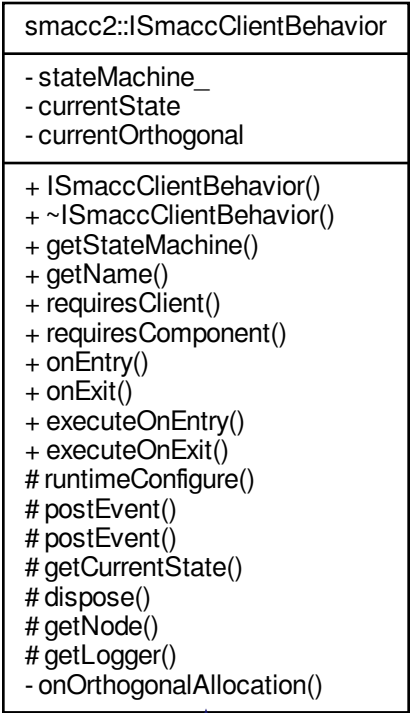 smacc2::ISmaccClientBehavior
- stateMachine_
- currentState
- currentOrthogonal
+ ISmaccClientBehavior()
+ ~ISmaccClientBehavior()
+ getStateMachine()
+ getName()
+ requiresClient()
+ requiresComponent()
+ onEntry()
+ onExit()
+ executeOnEntry()
+ executeOnExit()
# runtimeConfigure()
# postEvent()
# postEvent()
# getCurrentState()
# dispose()
# getNode()
# getLogger()
- onOrthogonalAllocation()